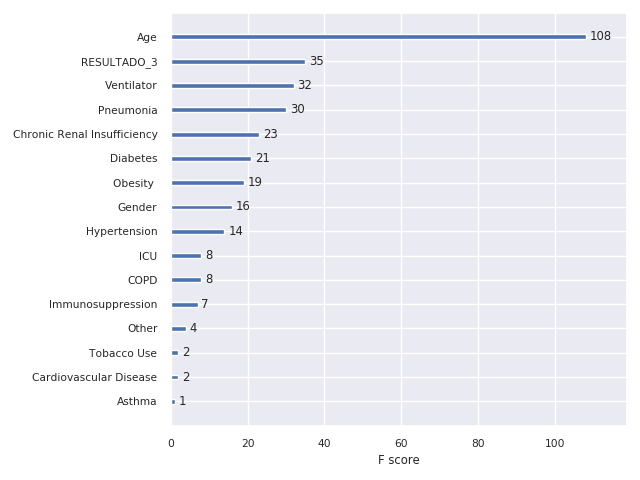 Age 108
RESULTADO_3 35
Ventilator 32
Pneumonia 30
Chronic Renal Insufficiency 23
Diabetes 21
Obesity 19
Gender 16
Hypertension 14
ICU 8
COPD 8
Immunosuppression 7
Other 4
Tobacco Use 2
Cardiovascular Disease 2
Asthma 1
0 20 40 60 80 100
F score